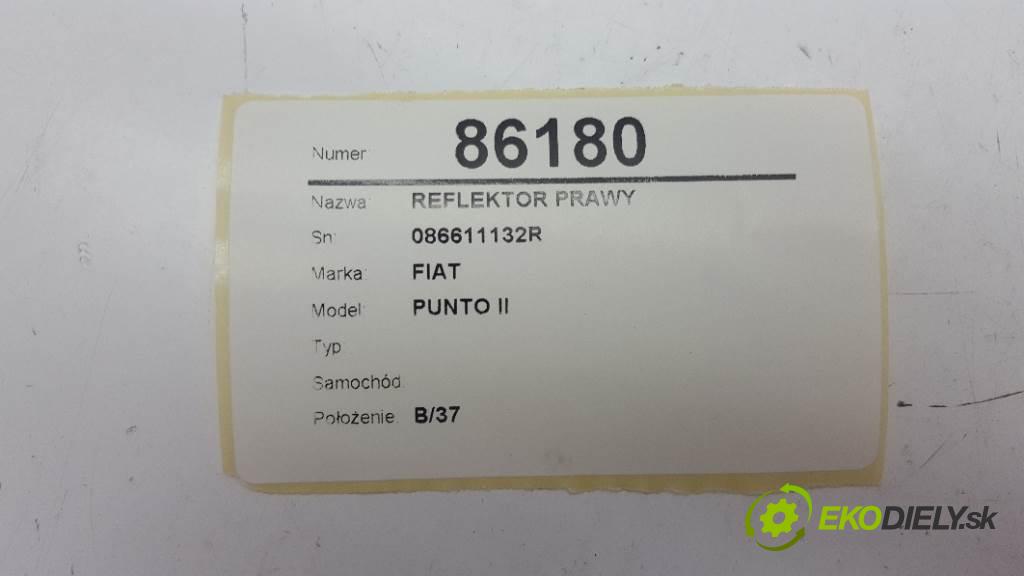 Numer: 86180
Nazwa: REFLEKTOR PRAWY
Sn: 086611132R
Marka: FIAT
Model: PUNTO II
Typ
Samochód
Położenie: B/37
EKODIELY.sk